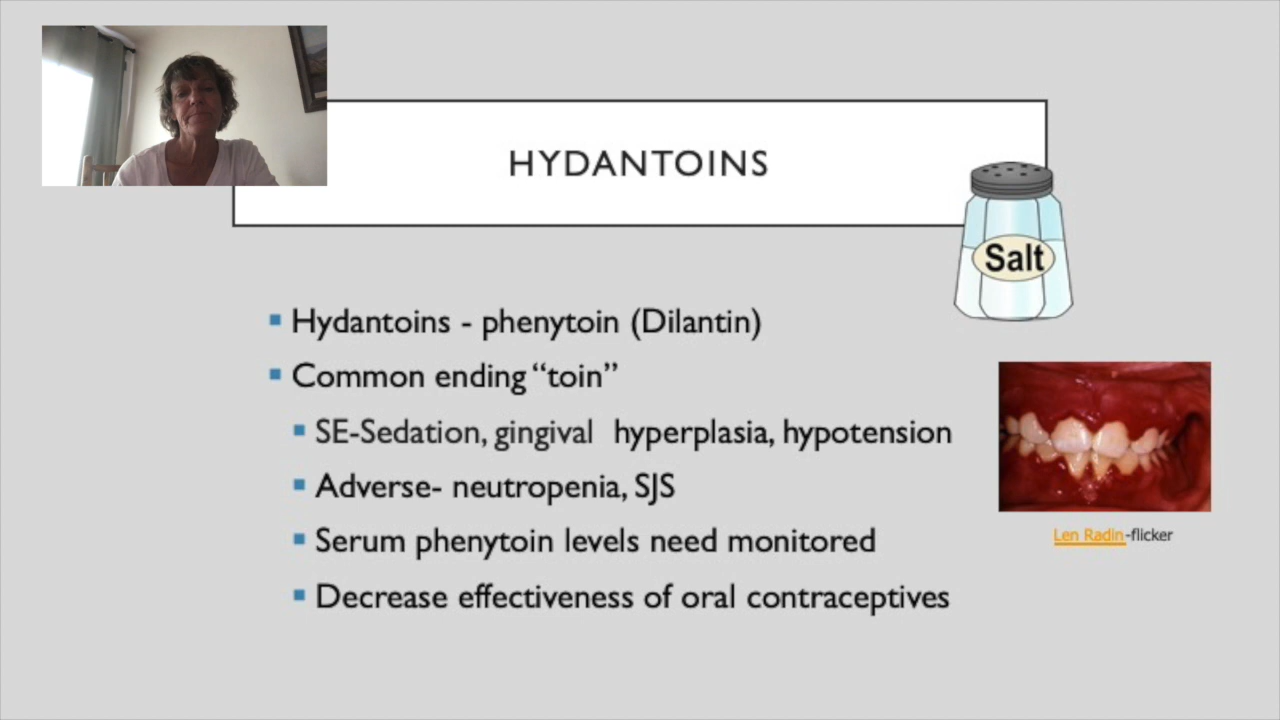 HYDANTOINS
Salt
Hydantoins - phenytoin (Dilantin)
Common ending “toin”
SE-Sedation, gingival hyperplasia, hypotension
Adverse- neutropenia, SJS
Serum phenytoin levels need monitored
Decrease effectiveness of oral contraceptives
Len Radin-flicker